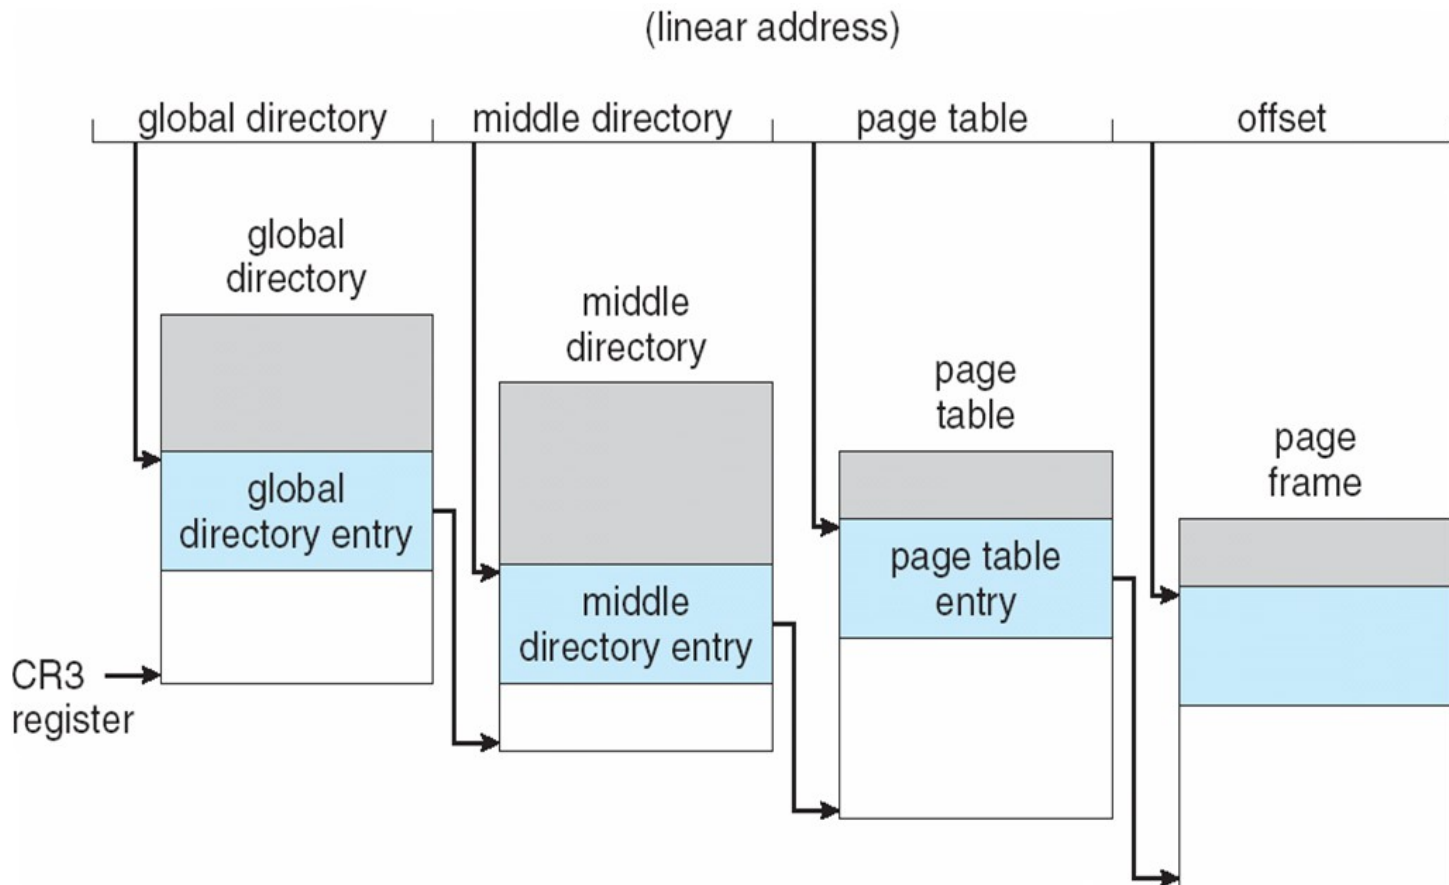 (linear address)
global directory
middle directory
page table
offset
global
directory
middle
directory
page
table
page
frame
global
directory entry
page table
entry
middle
directory entry
CR3
register